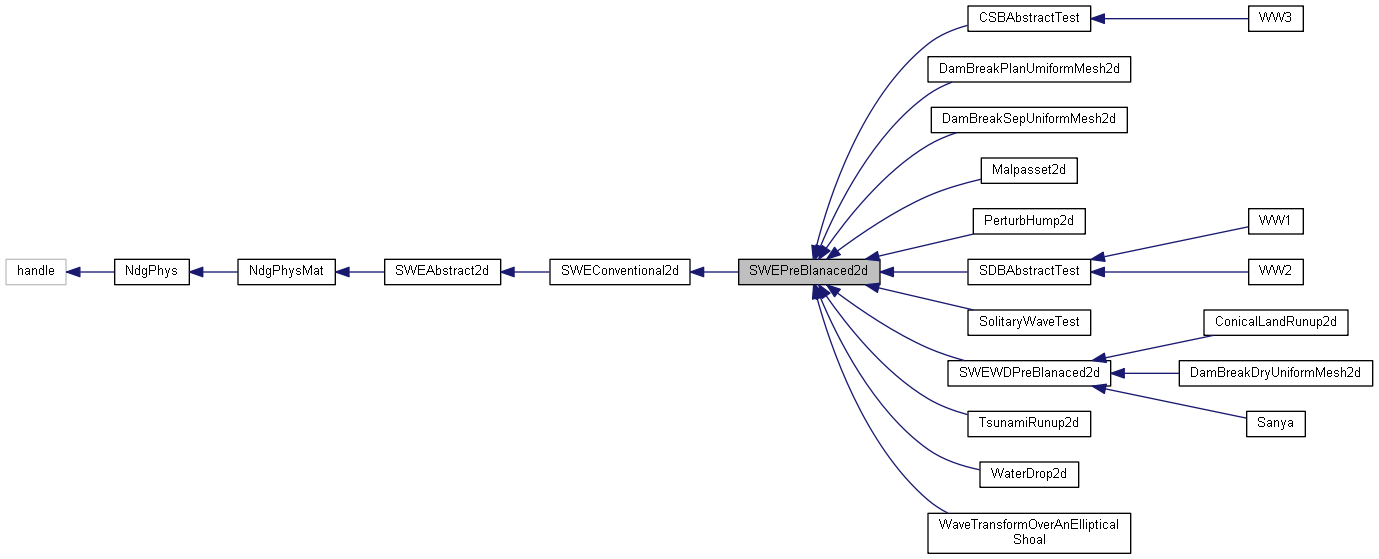 handle
NdgPhys
NdgPhysMat
SWEAbstract2d
SWEConventional2d
SWEPreBlanaced2d
CSBAbstractTest
WW3
DamBreakPlanUmiformMesh2d
DamBreakSepUniformMesh2d
Malpasset2d
PerturbHump2d
SDBAbstractTest
WW1
WW2
SolitaryWaveTest
SWEWDPreBlanaced2d
ConicalLandRunup2d
DamBreakDryUniformMesh2d
Sanya
TsunamiRunup2d
WaterDrop2d
WaveTransformOverAnElliptical
Shoal